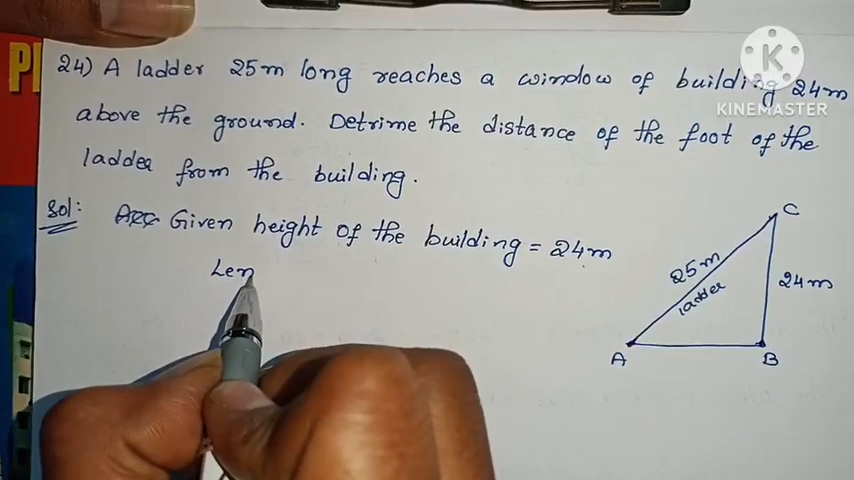 24) A ladder 25m long reaches a window of building 24m
above the ground. Detrime the distance of the foot of the
ladder from the building.
Sol: Given height of the building = 24m
Len
C
25m
ladder
24m
A
B
K
KINEMASTER